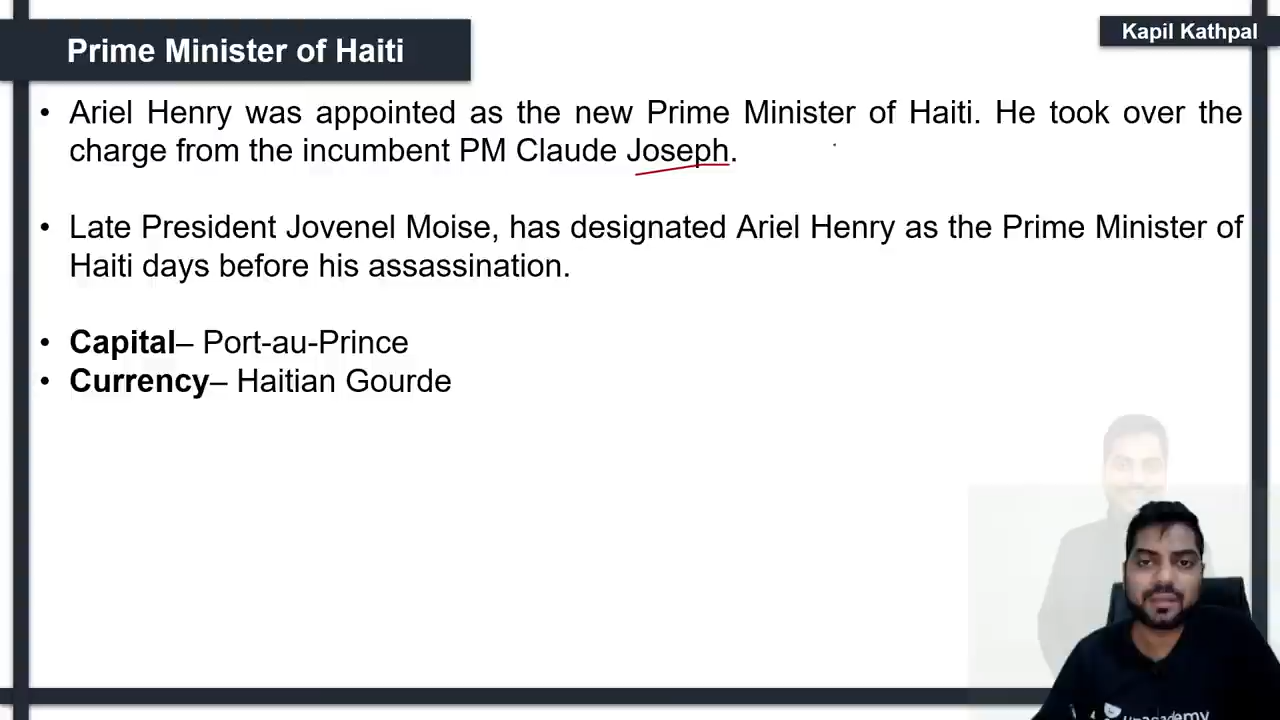 Prime Minister of Haiti
Kapil Kathpal
• Ariel Henry was appointed as the new Prime Minister of Haiti. He took over the
charge from the incumbent PM Claude Joseph.
• Late President Jovenel Moise, has designated Ariel Henry as the Prime Minister of
Haiti days before his assassination.
• Capital– Port-au-Prince
• Currency– Haitian Gourde